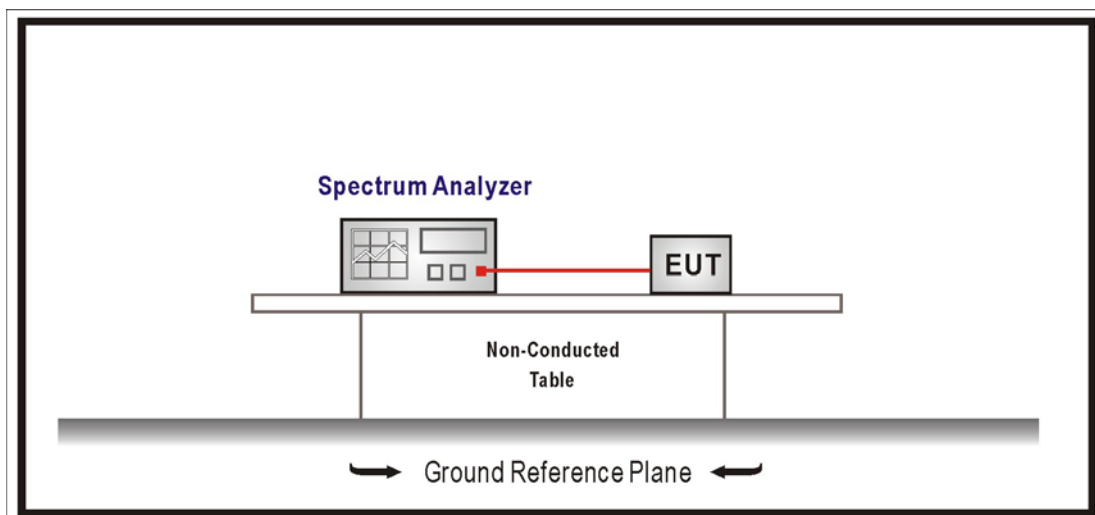 Spectrum Analyzer
EUT
Non-Conducted
Table
Ground Reference Plane